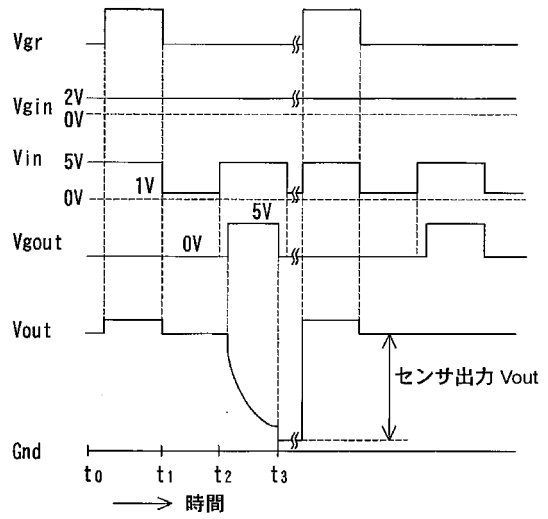 Vgr
Vgin 2V
0V
Vin 5V
1V
0V
5V
Vgout 0V
Vout
センサ出力 Vout
Gnd
t0 t1 t2 t3
時間